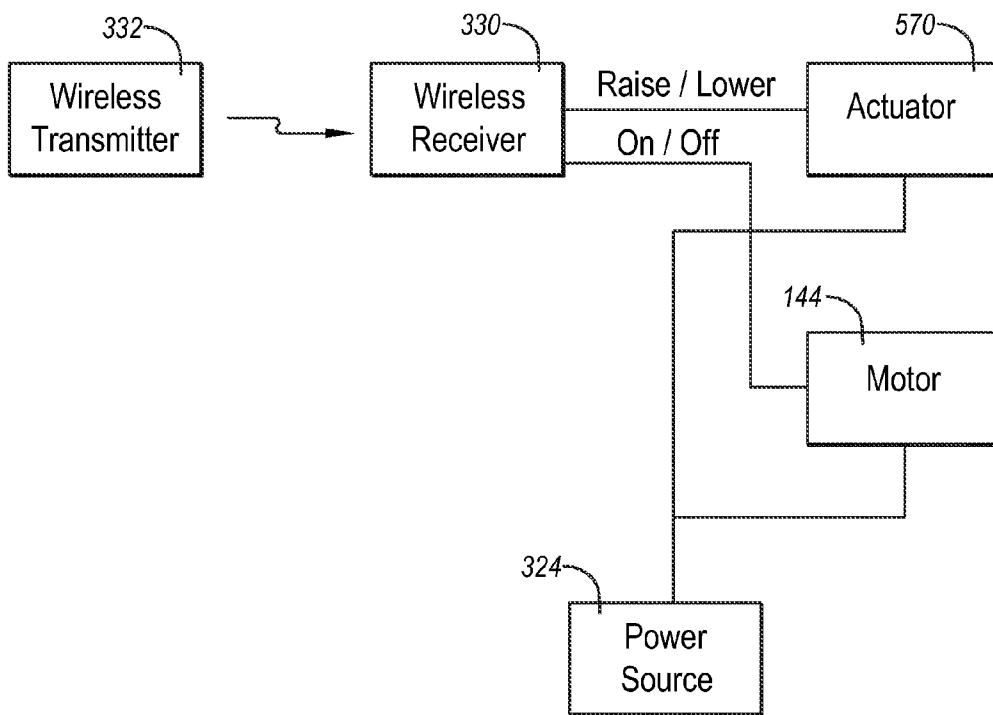 332
330
570
Wireless
Transmitter
Wireless
Receiver
Raise / Lower
On / Off
Actuator
144
Motor
324
Power
Source